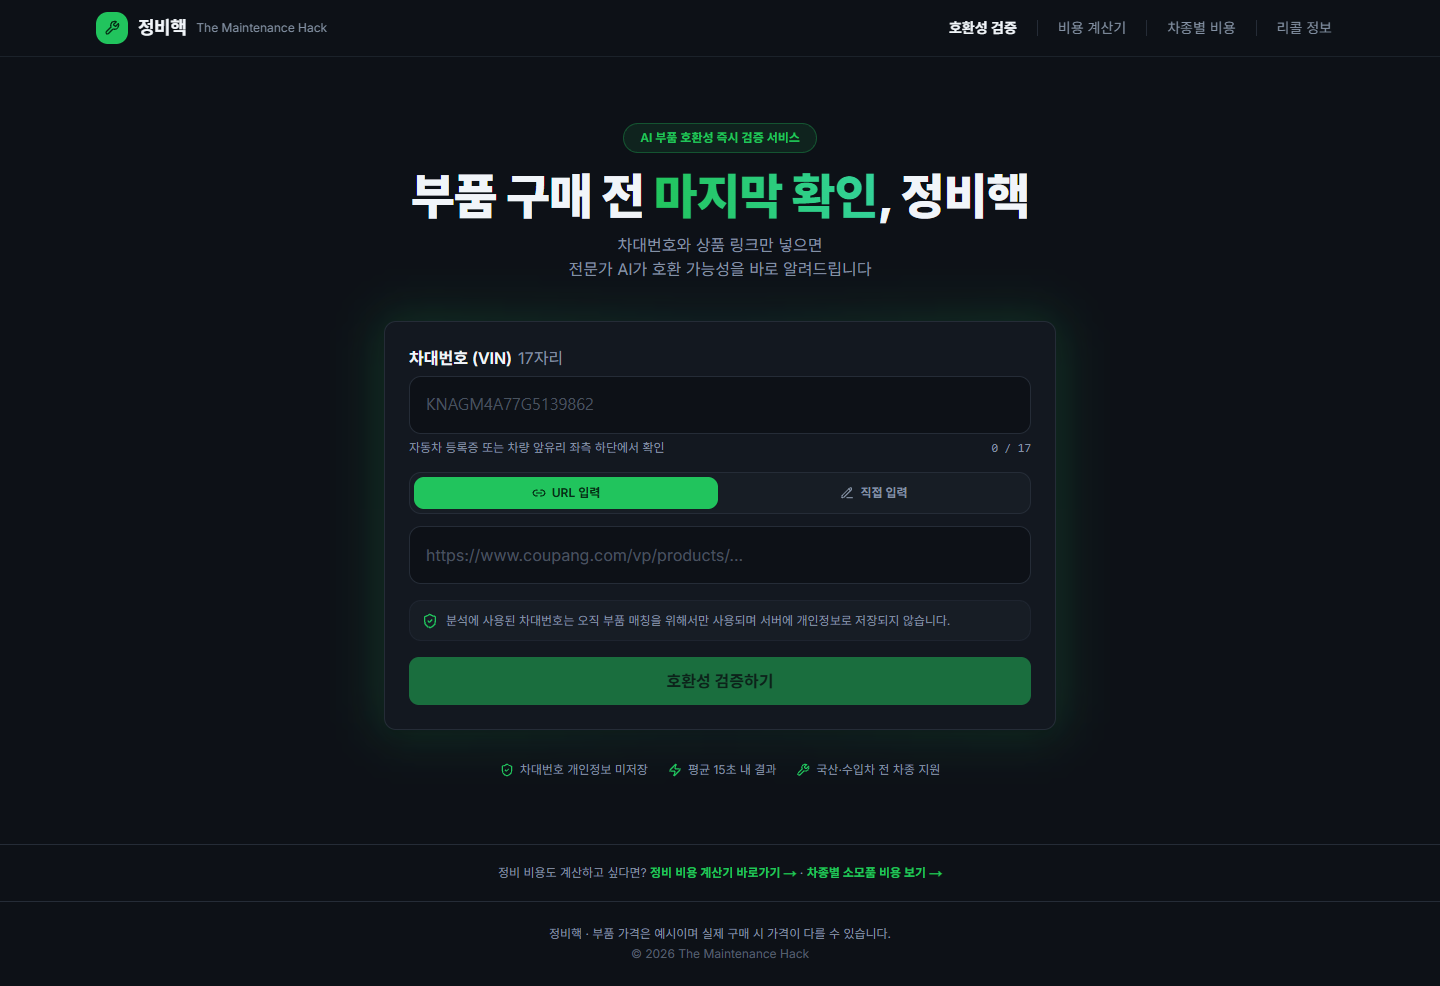 정비핵 The Maintenance Hack
호환성 검증
비용 계산기
차종별 비용
리콜 정보
AI 부품 호환성 즉시 검증 서비스
부품 구매 전 마지막 확인, 정비핵
차대번호와 상품 링크만 넣으면
전문가 AI가 호환 가능성을 바로 알려드립니다
차대번호 (VIN) 17자리
KNAGM4A77G5139862
자동차 등록증 또는 차량 앞유리 좌측 하단에서 확인
0 / 17
URL 입력
직접 입력
https://www.coupang.com/vp/products/...
분석에 사용된 차대번호는 오직 부품 매칭을 위해서만 사용되며 서버에 개인정보로 저장되지 않습니다.
호환성 검증하기
차대번호 개인정보 미저장
평균 15초 내 결과
국산·수입차 전 차종 지원
정비 비용도 계산하고 싶다면? 정비 비용 계산기 바로가기 → · 차종별 소모품 비용 보기 →
정비핵 · 부품 가격은 예시이며 실제 구매 시 가격이 다를 수 있습니다.
© 2026 The Maintenance Hack